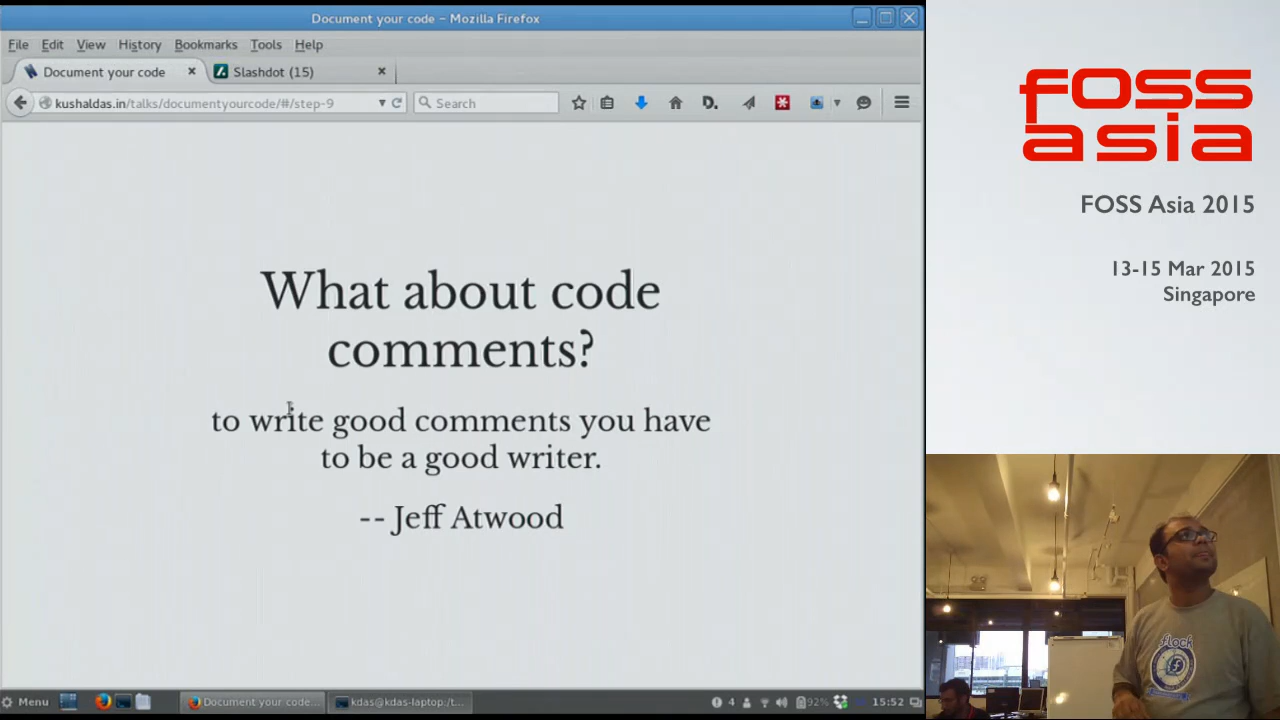 Document your code - Mozilla Firefox
File Edit View History Bookmarks Tools Help
Document your code
Slashdot (15)
kushaldas.in/talks/documentyourcode/#/step-9
Search
D.
What about code
comments?
to write good comments you have
to be a good writer.
-- Jeff Atwood
Menu
Document your code...
kdas@kdas-laptop:/t...
4
92%
15:52
foss
asia
FOSS Asia 2015
13-15 Mar 2015
Singapore
flock